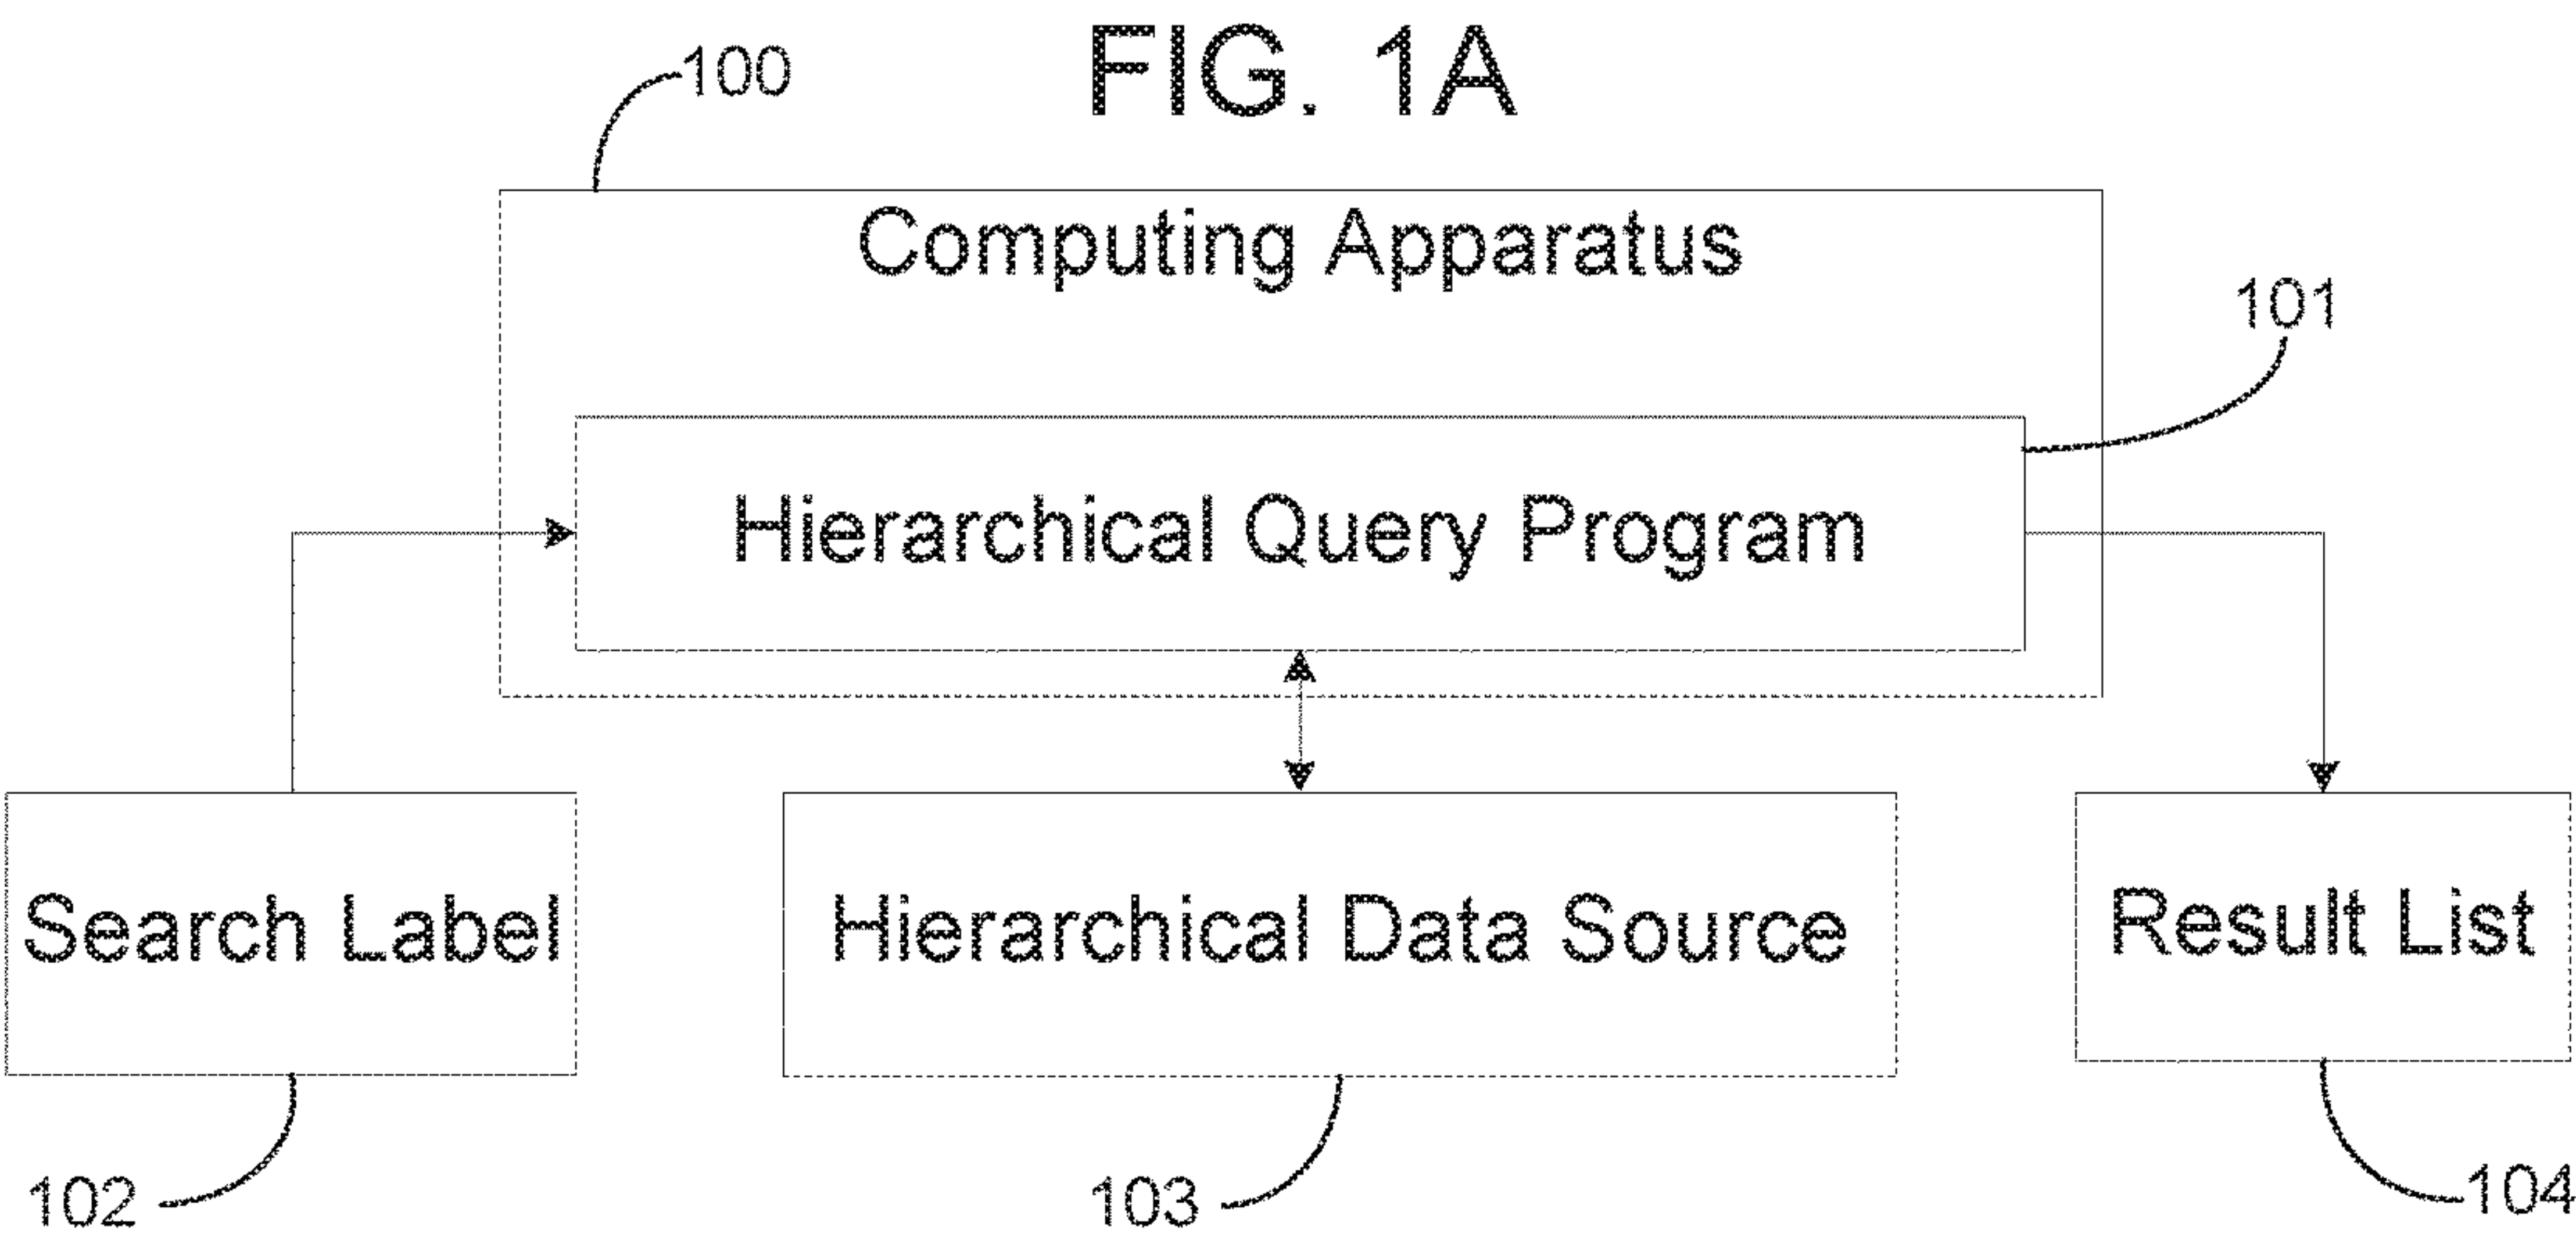 FIG. 1A
100
Computing Apparatus
101
Hierarchical Query Program
Search Label
Hierarchical Data Source
Result List
102
103
104